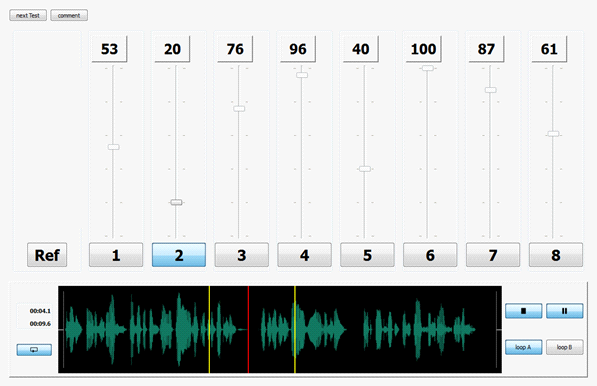 next Test comment
53 20 76 96 40 100 87 61
Ref 1 2 3 4 5 6 7 8
00:04.1
00:09.6
loop A loop B